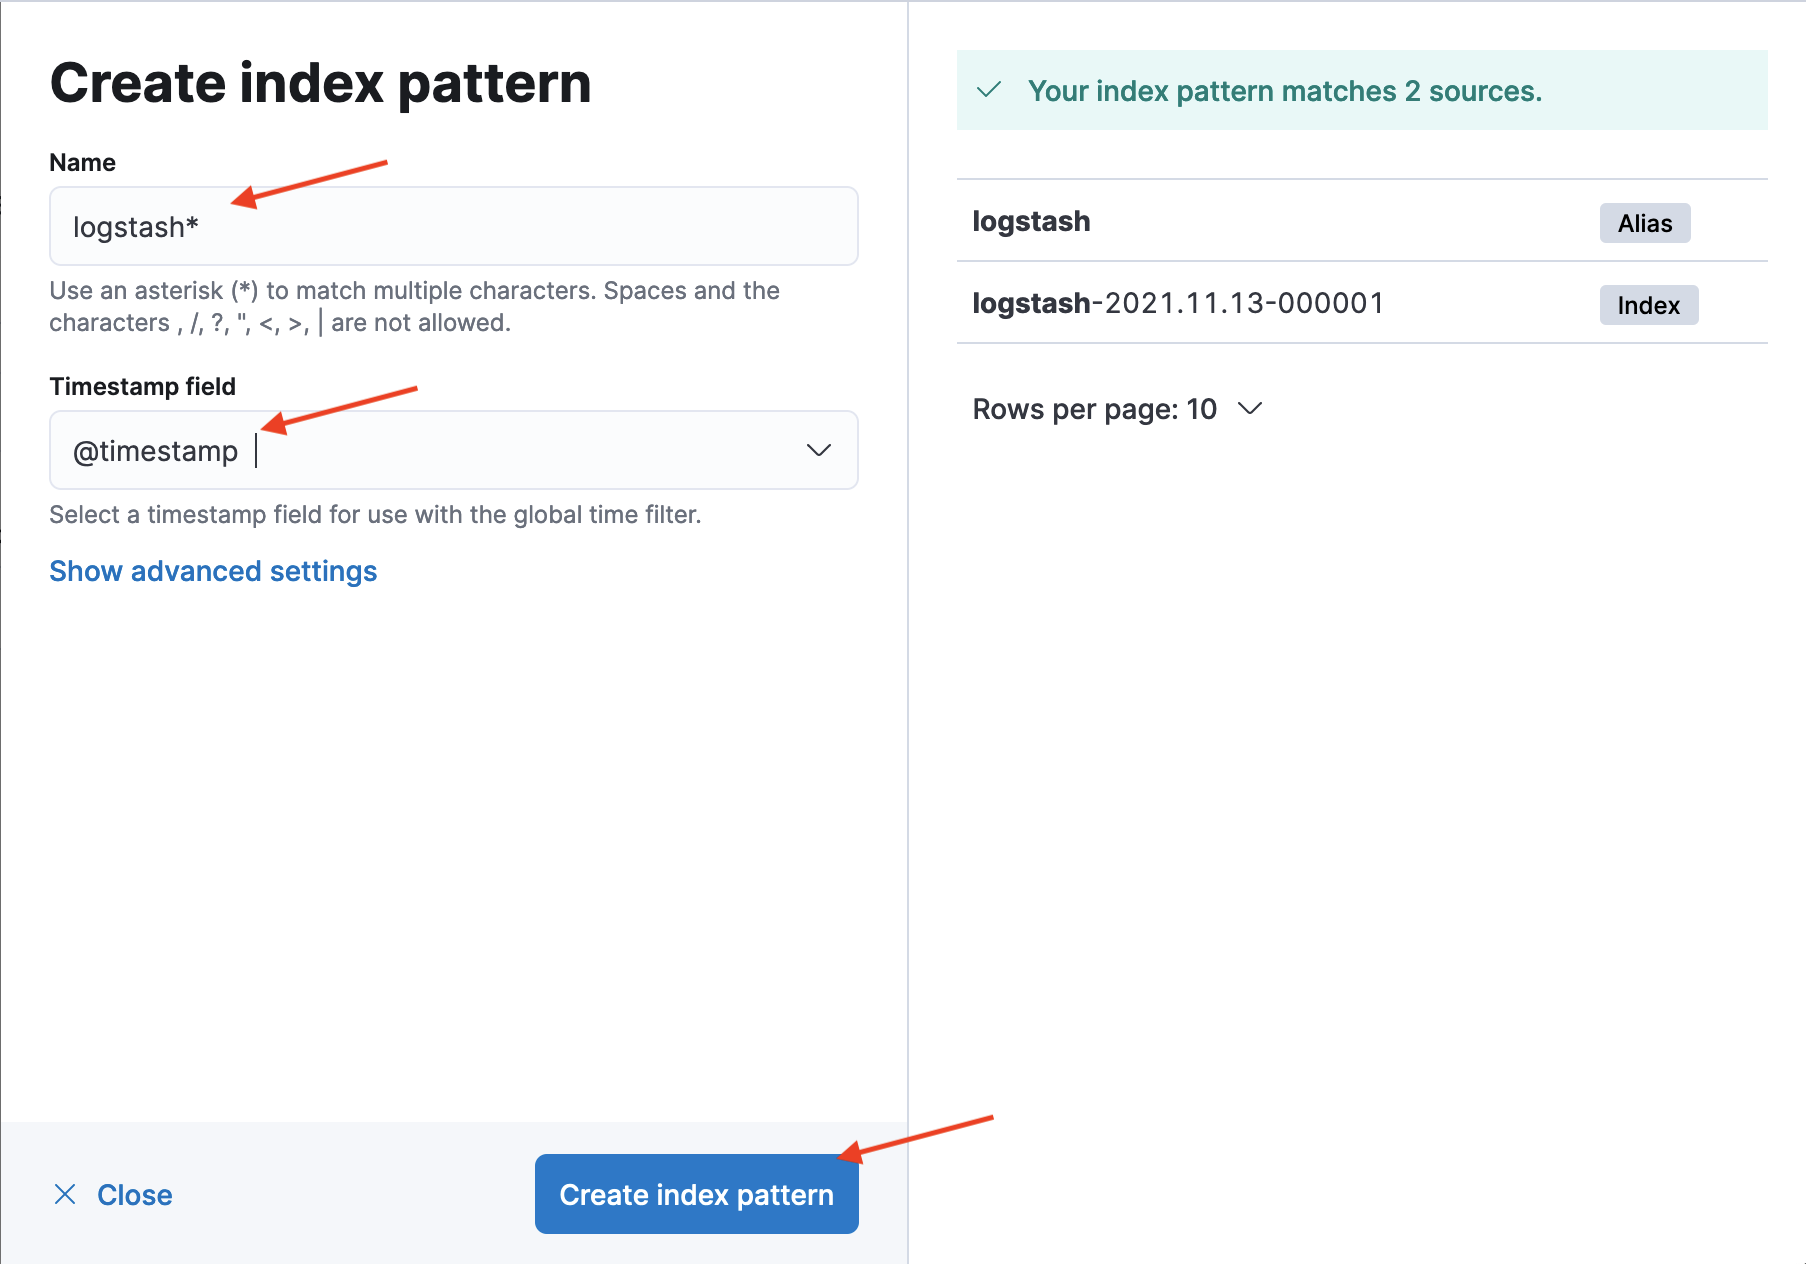 Create index pattern
Name
logstash*
Use an asterisk (*) to match multiple characters. Spaces and the
characters , /, ?, ", <, >, | are not allowed.
Timestamp field
@timestamp
Select a timestamp field for use with the global time filter.
Show advanced settings
Close
Create index pattern
Your index pattern matches 2 sources.
logstash Alias
logstash-2021.11.13-000001 Index
Rows per page: 10